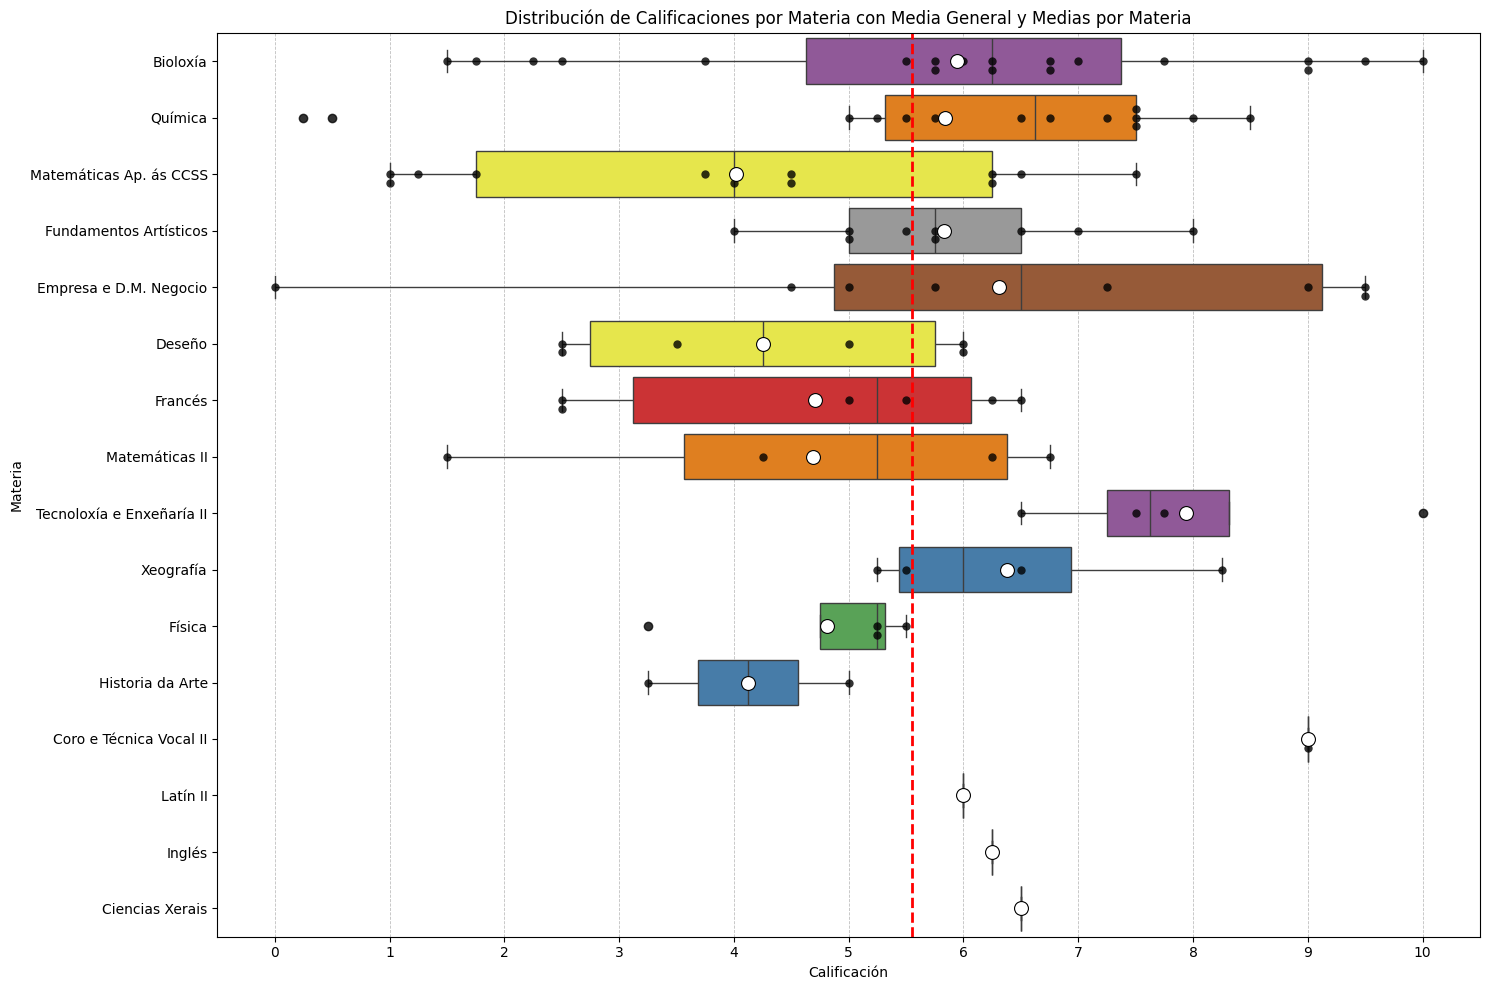 Distribución de Calificaciones por Materia con Media General y Medias por Materia
Bioloxía
Química
Matemáticas Ap. ás CCSS
Fundamentos Artísticos
Empresa e D.M. Negocio
Deseño
Francés
Matemáticas II
Tecnoloxía e Enxeñaría II
Xeografía
Física
Historia da Arte
Coro e Técnica Vocal II
Latín II
Inglés
Ciencias Xerais
Materia
0 1 2 3 4 5 6 7 8 9 10
Calificación